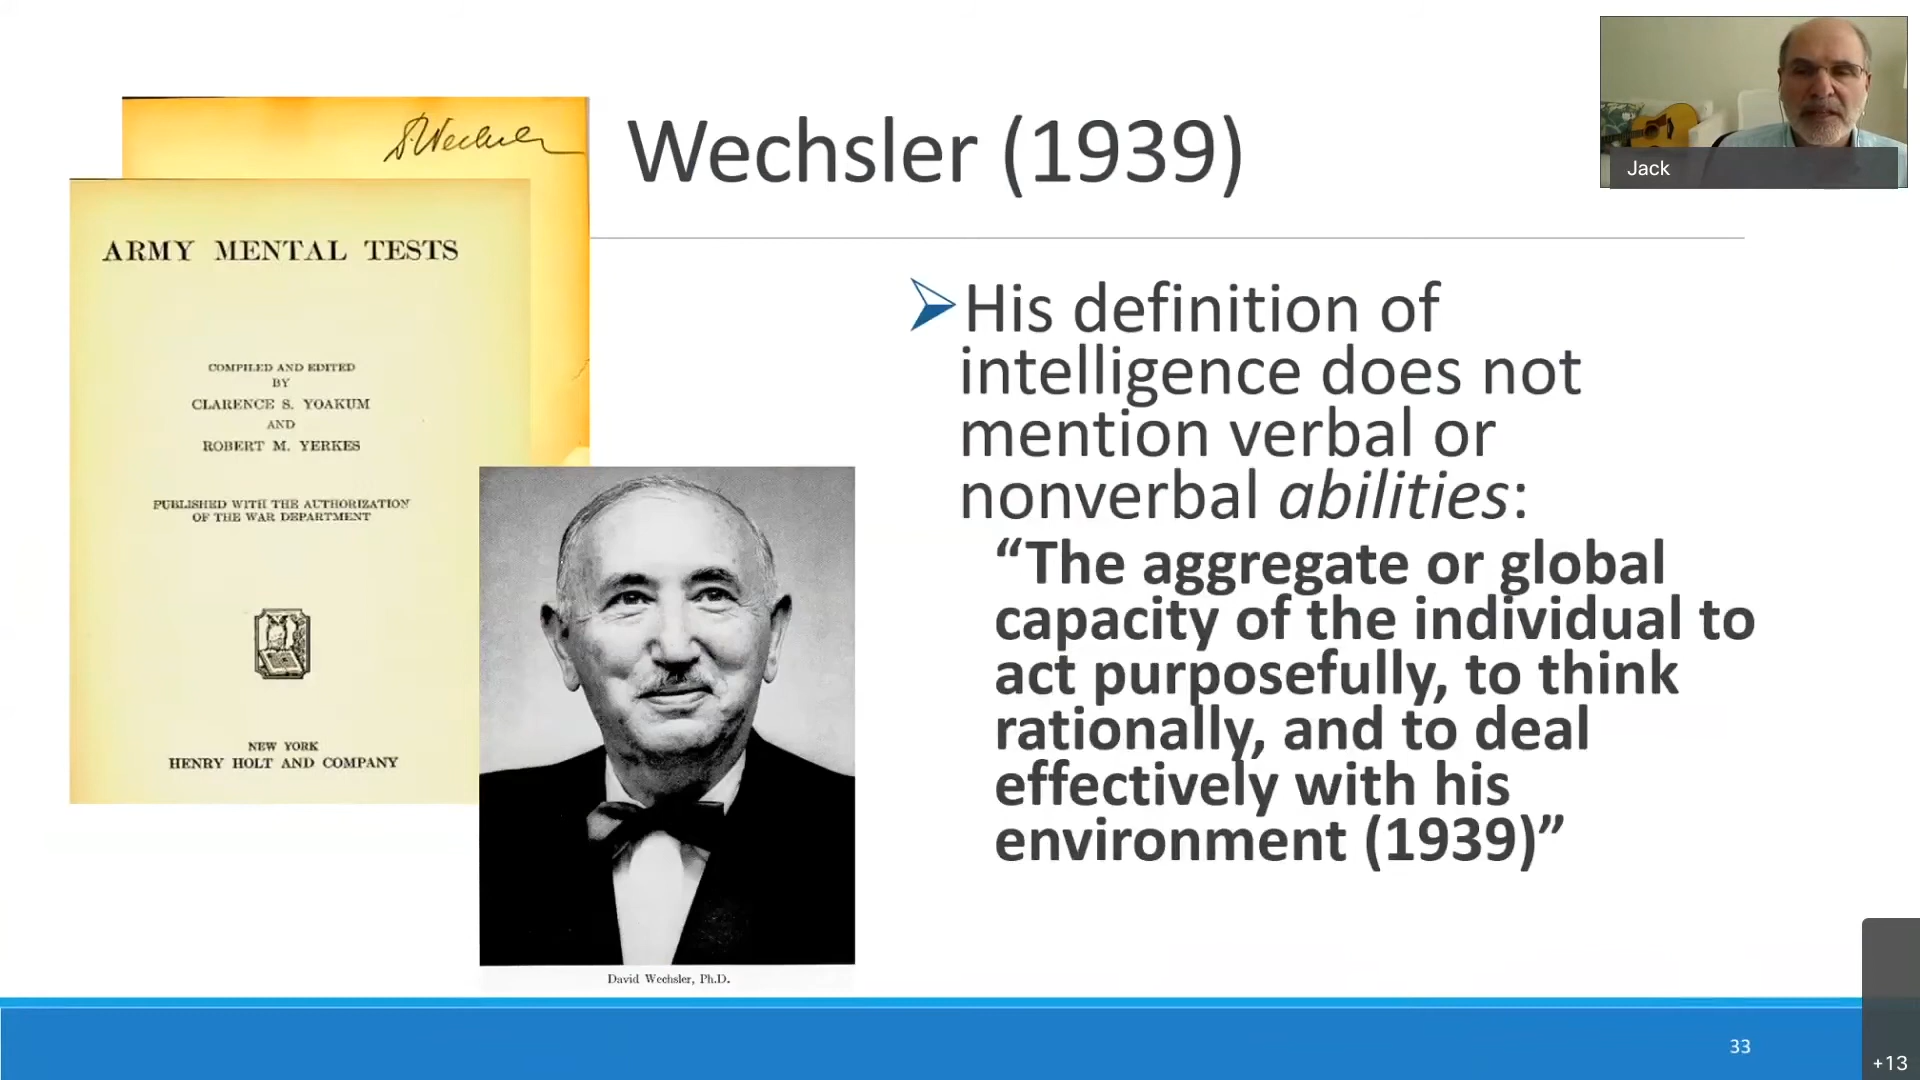 D. Wechsler
Wechsler (1939)
Jack
ARMY MENTAL TESTS
COMPILED AND EDITED
BY
CLARENCE S. YOAKUM
AND
ROBERT M. YERKES
PUBLISHED WITH THE AUTHORIZATION
OF THE WAR DEPARTMENT
NEW YORK
HENRY HOLT AND COMPANY
David Wechsler, Ph.D.
His definition of
intelligence does not
mention verbal or
nonverbal abilities:
“The aggregate or global
capacity of the individual to
act purposefully, to think
rationally, and to deal
effectively with his
environment (1939)”
33
+13